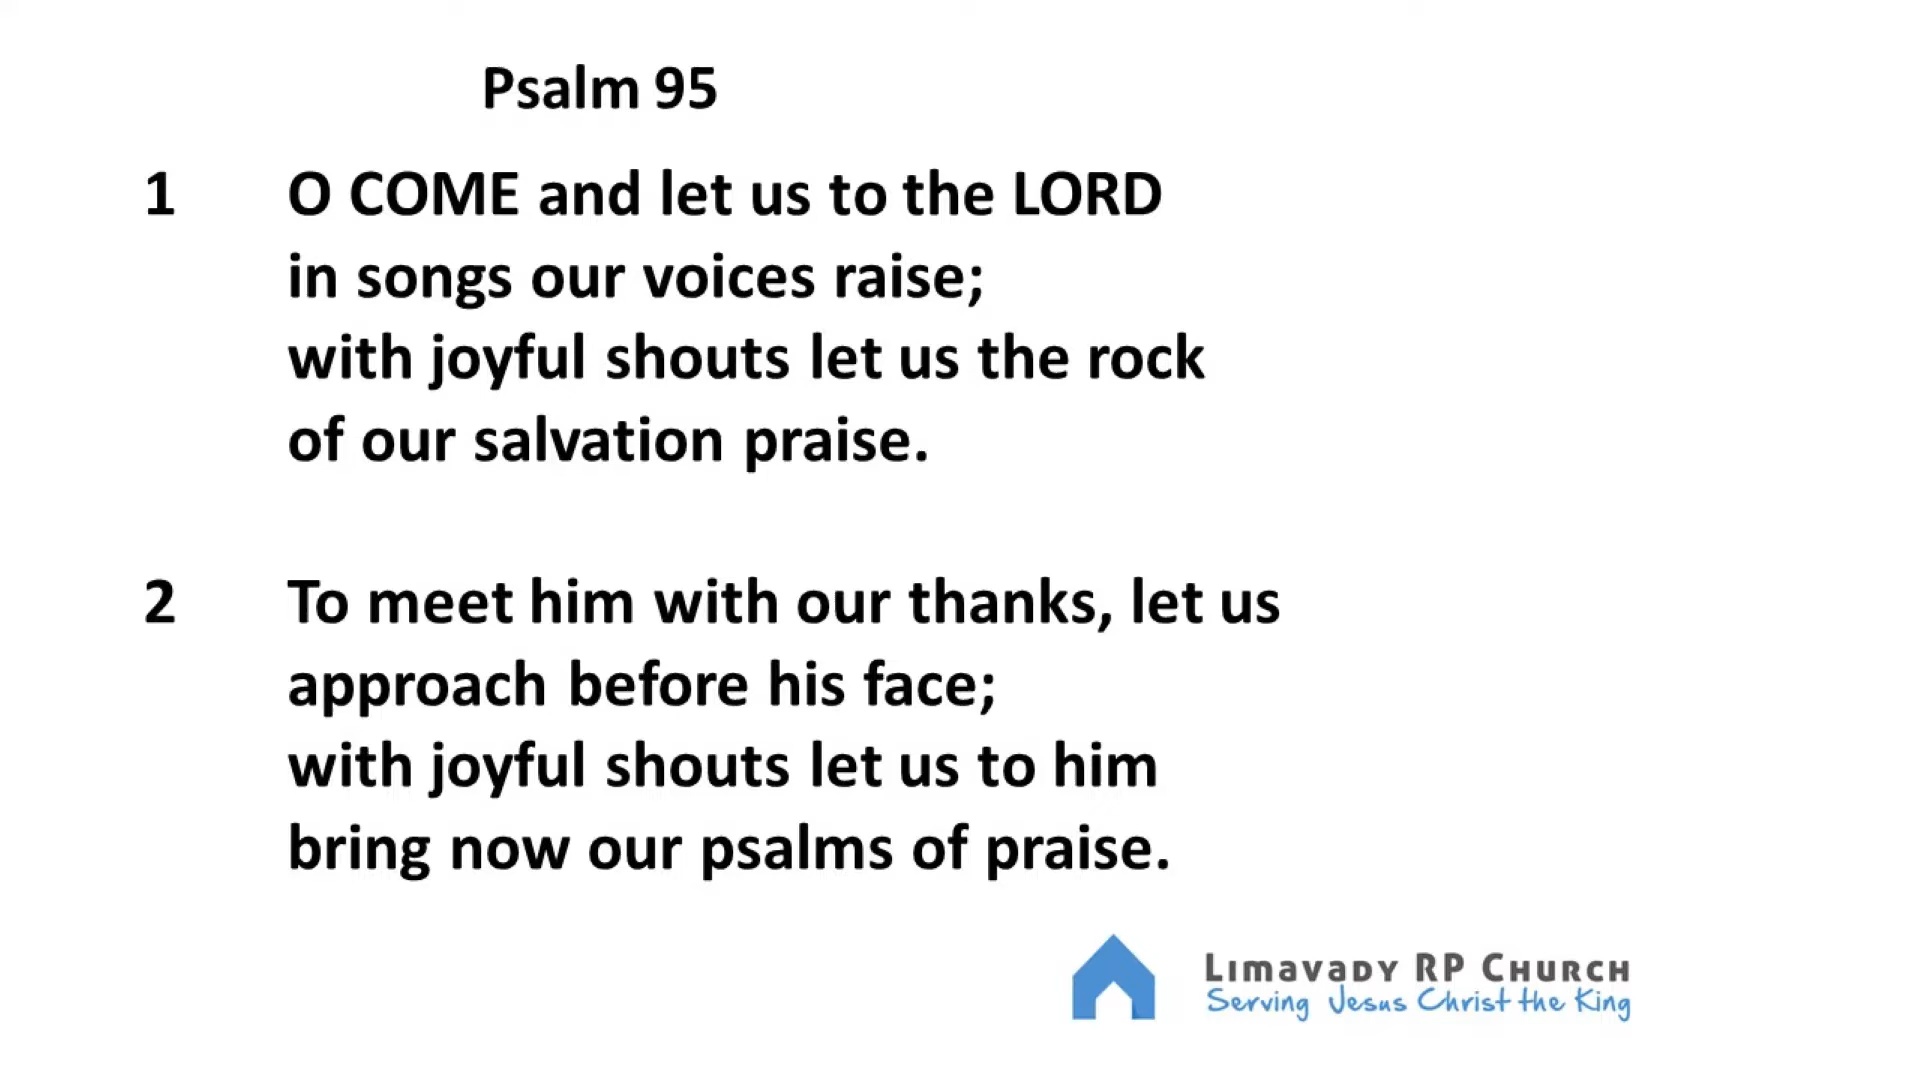 Psalm 95
1 O COME and let us to the LORD
in songs our voices raise;
with joyful shouts let us the rock
of our salvation praise.
2 To meet him with our thanks, let us
approach before his face;
with joyful shouts let us to him
bring now our psalms of praise.
LIMAVADY RP CHURCH
Serving Jesus Christ the King